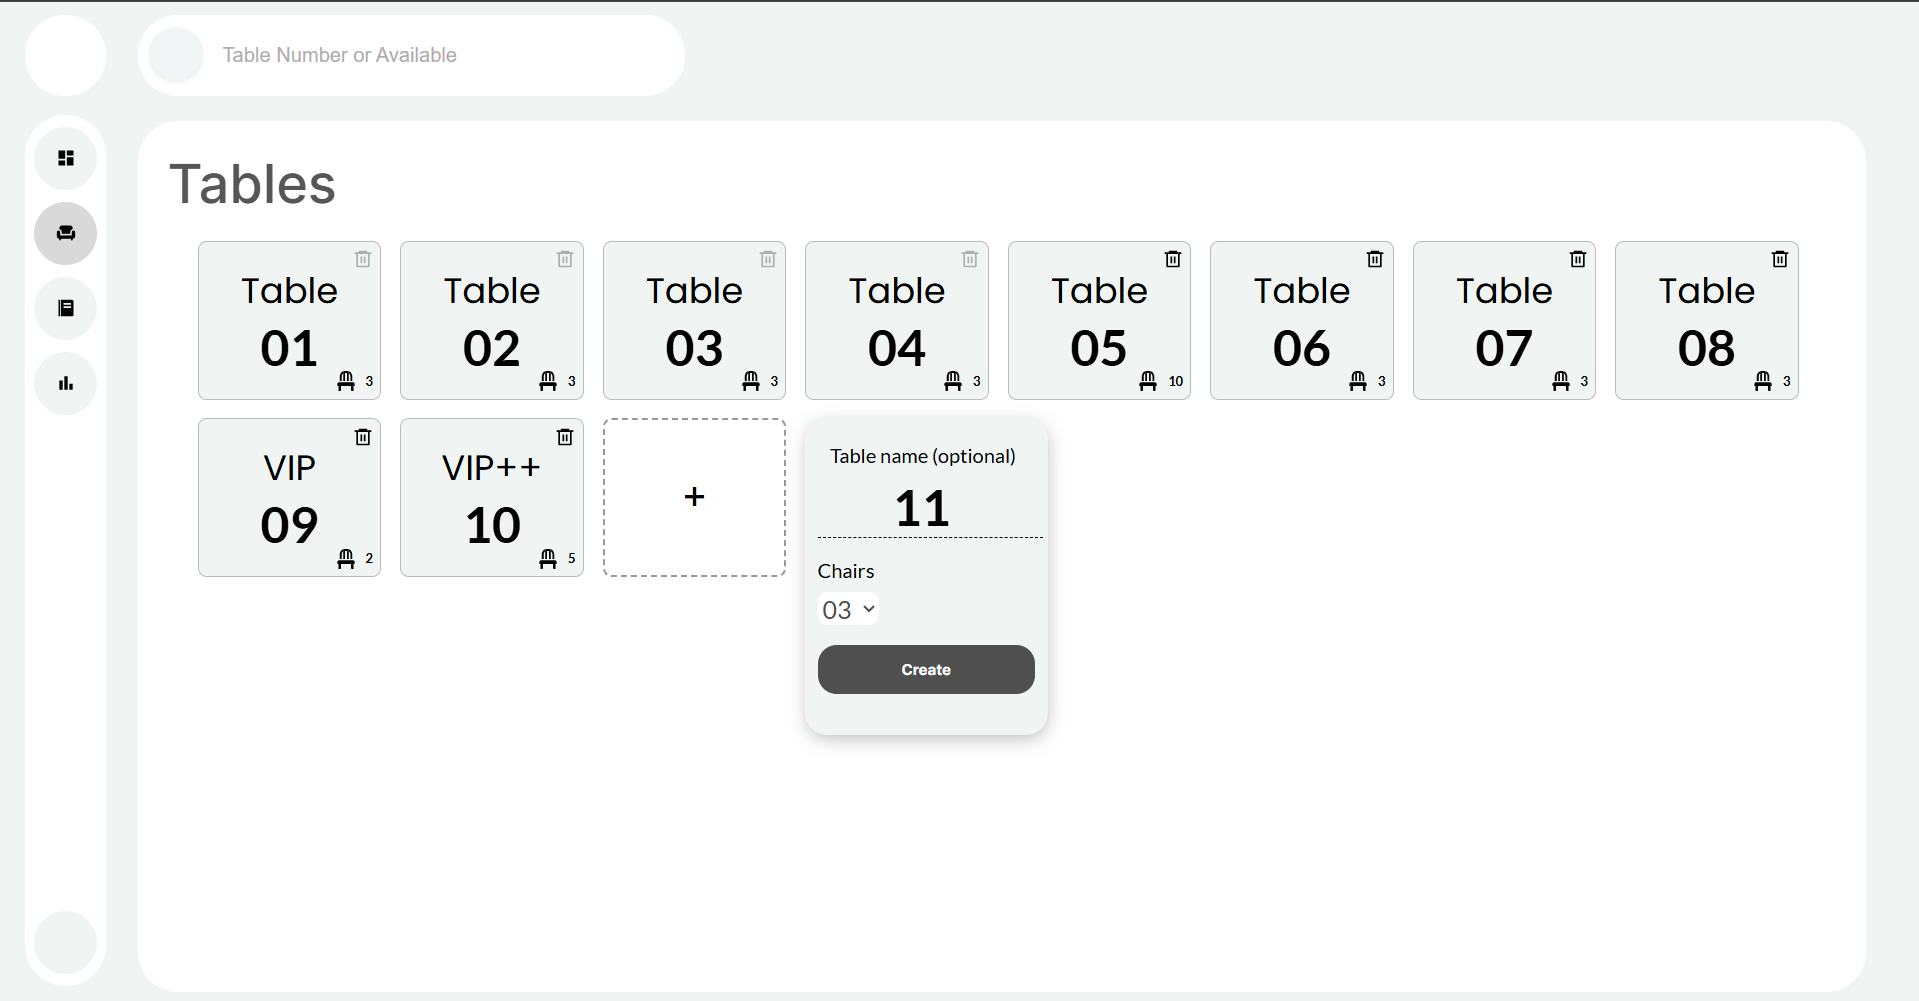 Table Number or Available
Tables
Table
01
3
Table
02
3
Table
03
3
Table
04
3
Table
05
10
Table
06
3
Table
07
3
Table
08
3
VIP
09
2
VIP++
10
5
+
Table name (optional)
11
Chairs
03
Create